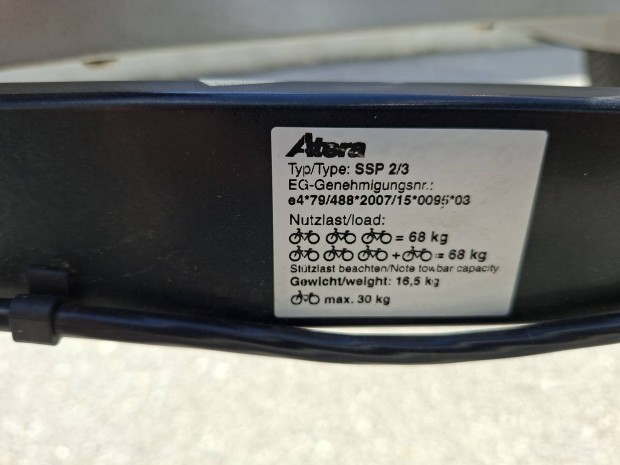 Atera
Typ/Type: SSP 2/3
EG-Genehmigungsnr.:
e4*79/488*2007/15*0095*03
Nutzlast/load:
= 68 kg
+ = 68 kg
Stützlast beachten/Note towbar capacity
Gewicht/weight: 16,5 kg
max. 30 kg